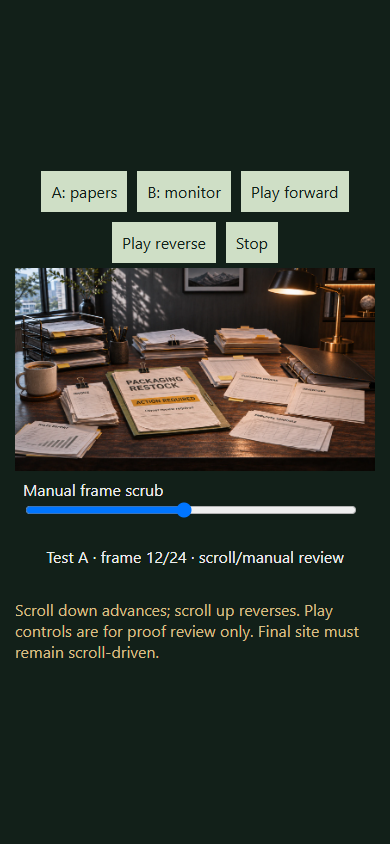 A: papers
B: monitor
Play forward
Play reverse
Stop
PACKAGING
RESTOCK
ACTION REQUIRED
Manual frame scrub
Test A · frame 12/24 · scroll/manual review
Scroll down advances; scroll up reverses. Play
controls are for proof review only. Final site must
remain scroll-driven.